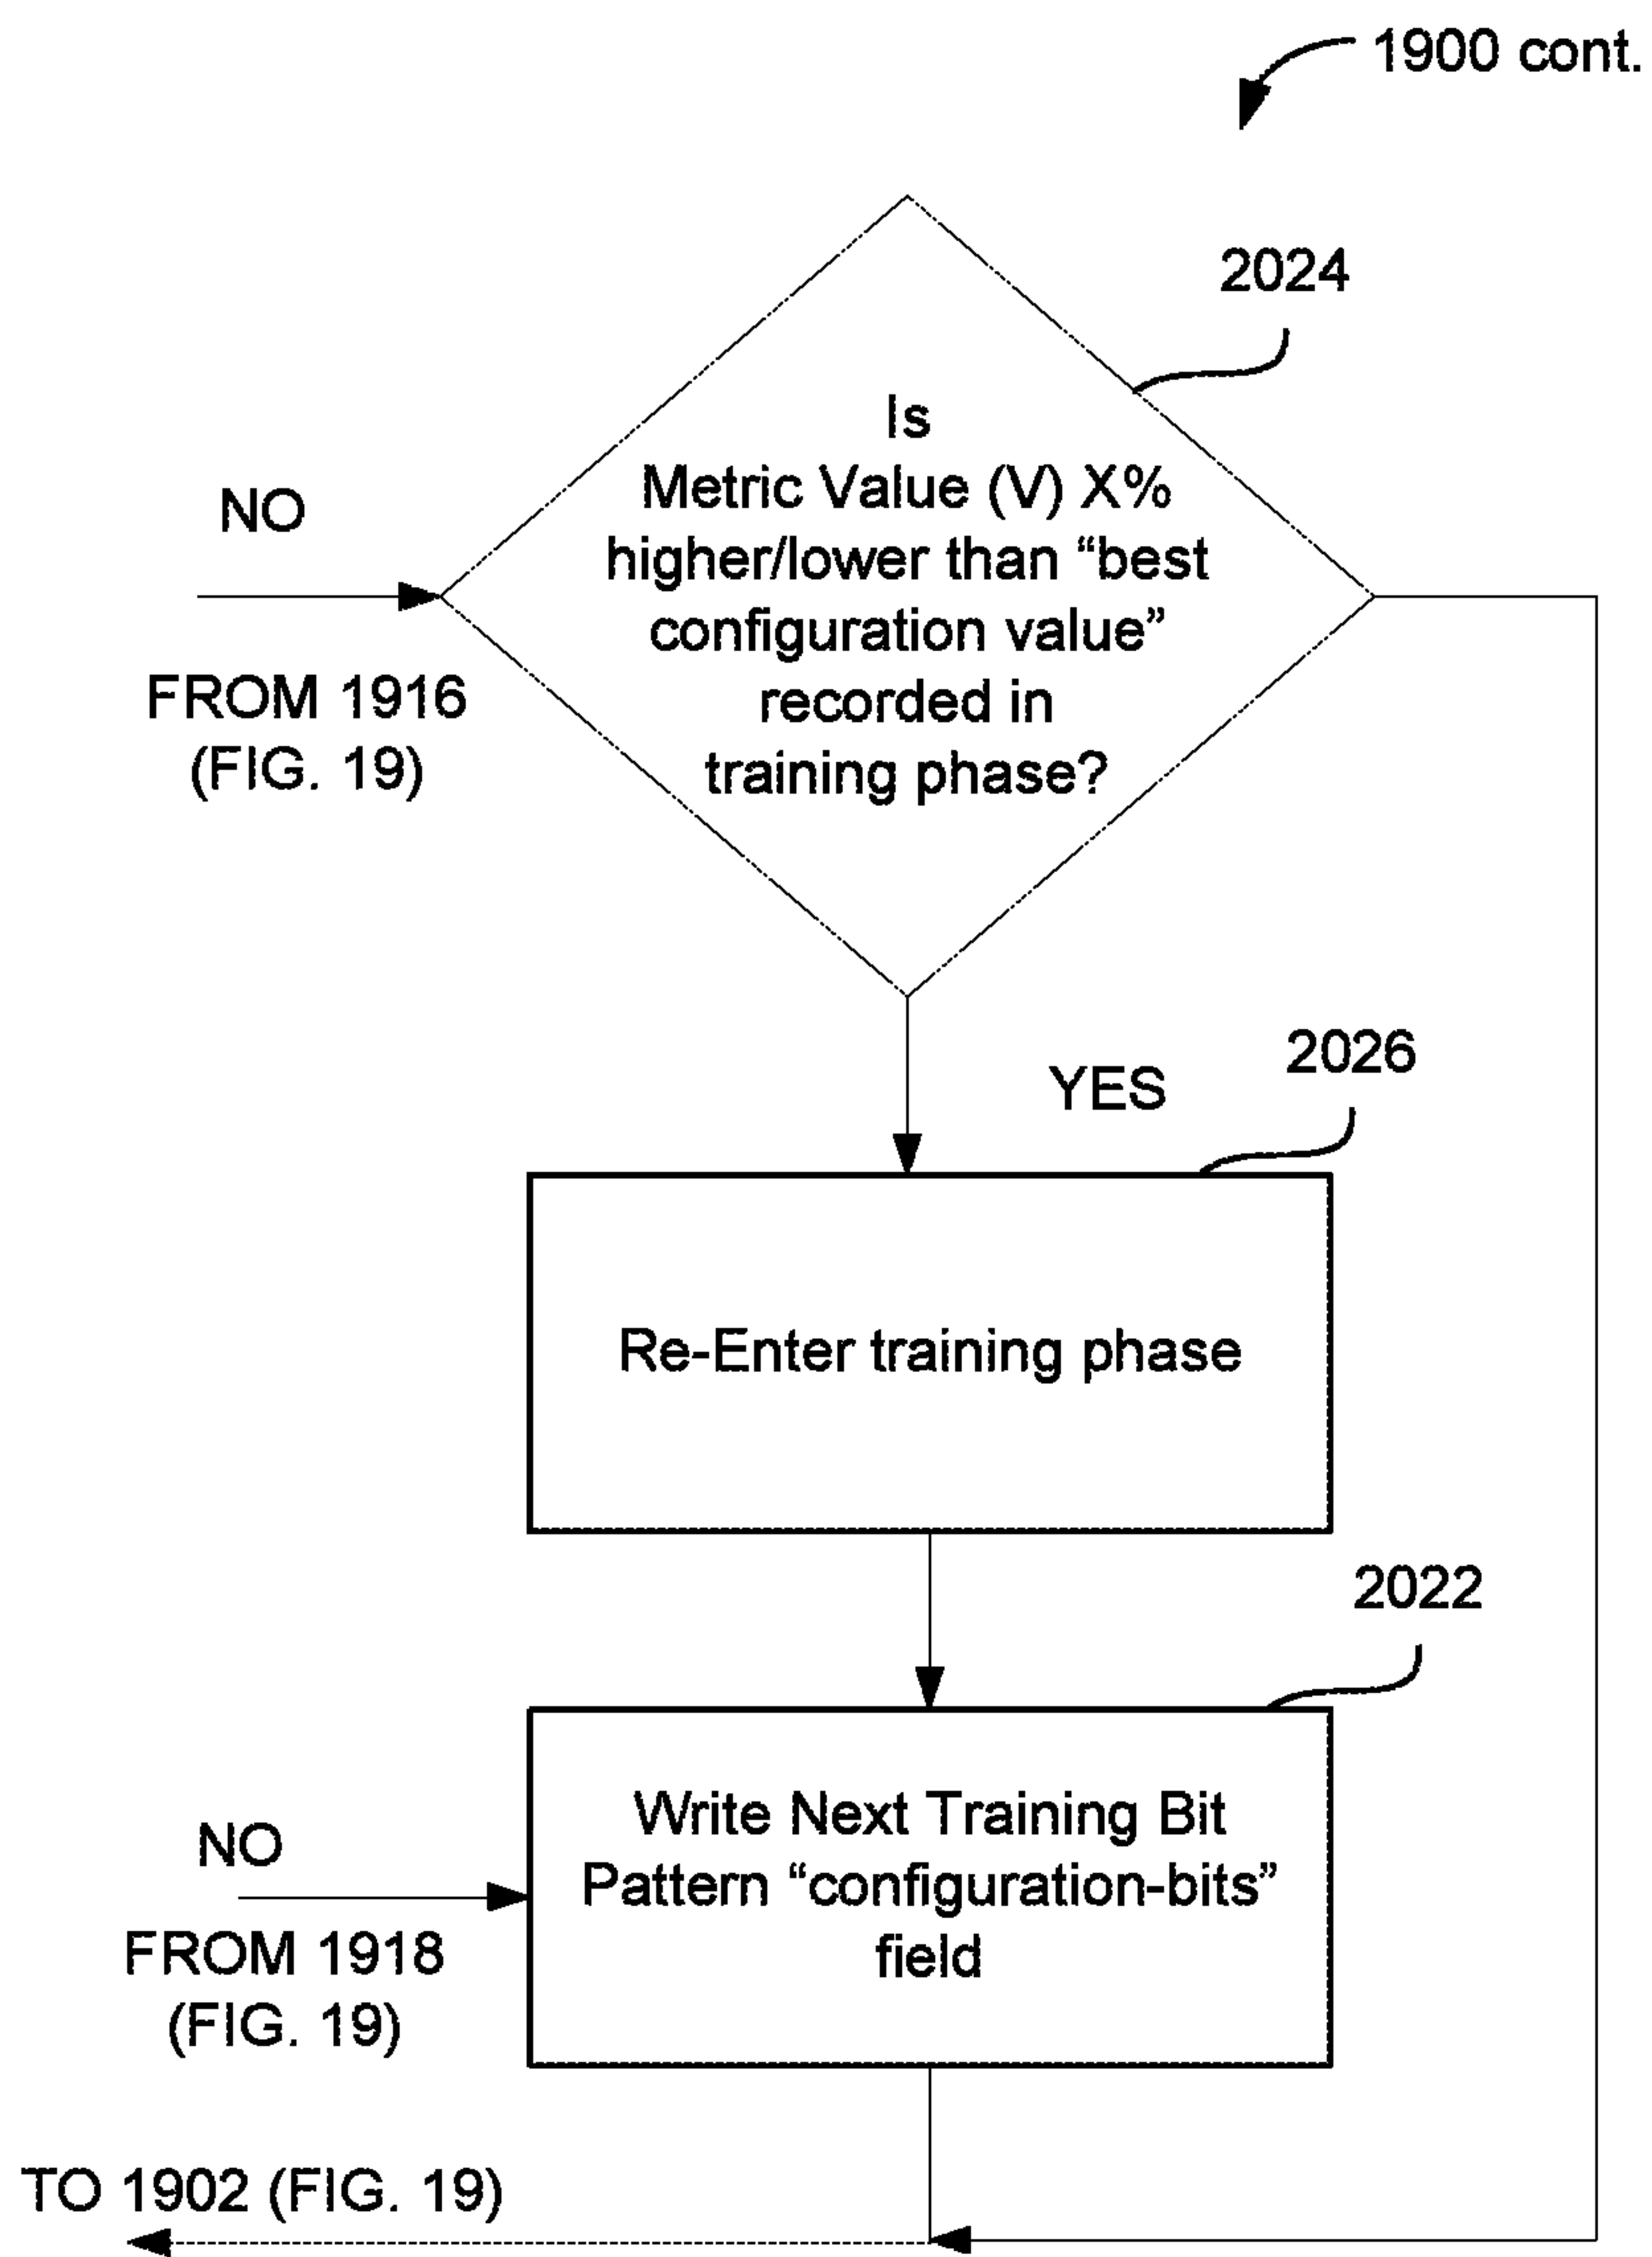 1900 cont.
2024
Is
Metric Value (V) X%
higher/lower than “best
configuration value”
recorded in
training phase?
NO
FROM 1916
(FIG. 19)
YES
2026
Re-Enter training phase
2022
Write Next Training Bit
Pattern “configuration-bits”
field
NO
FROM 1918
(FIG. 19)
TO 1902 (FIG. 19)